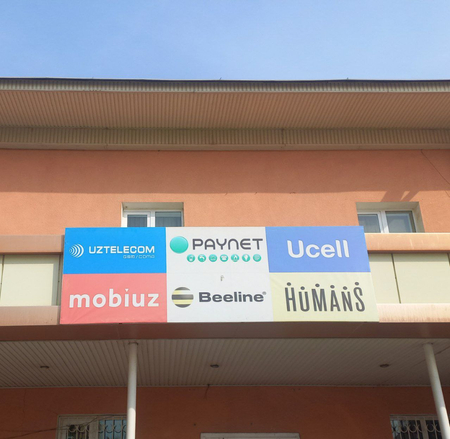 UZTELECOM
PAYNET
Ucell
mobiuz
Beeline®
HUMANS